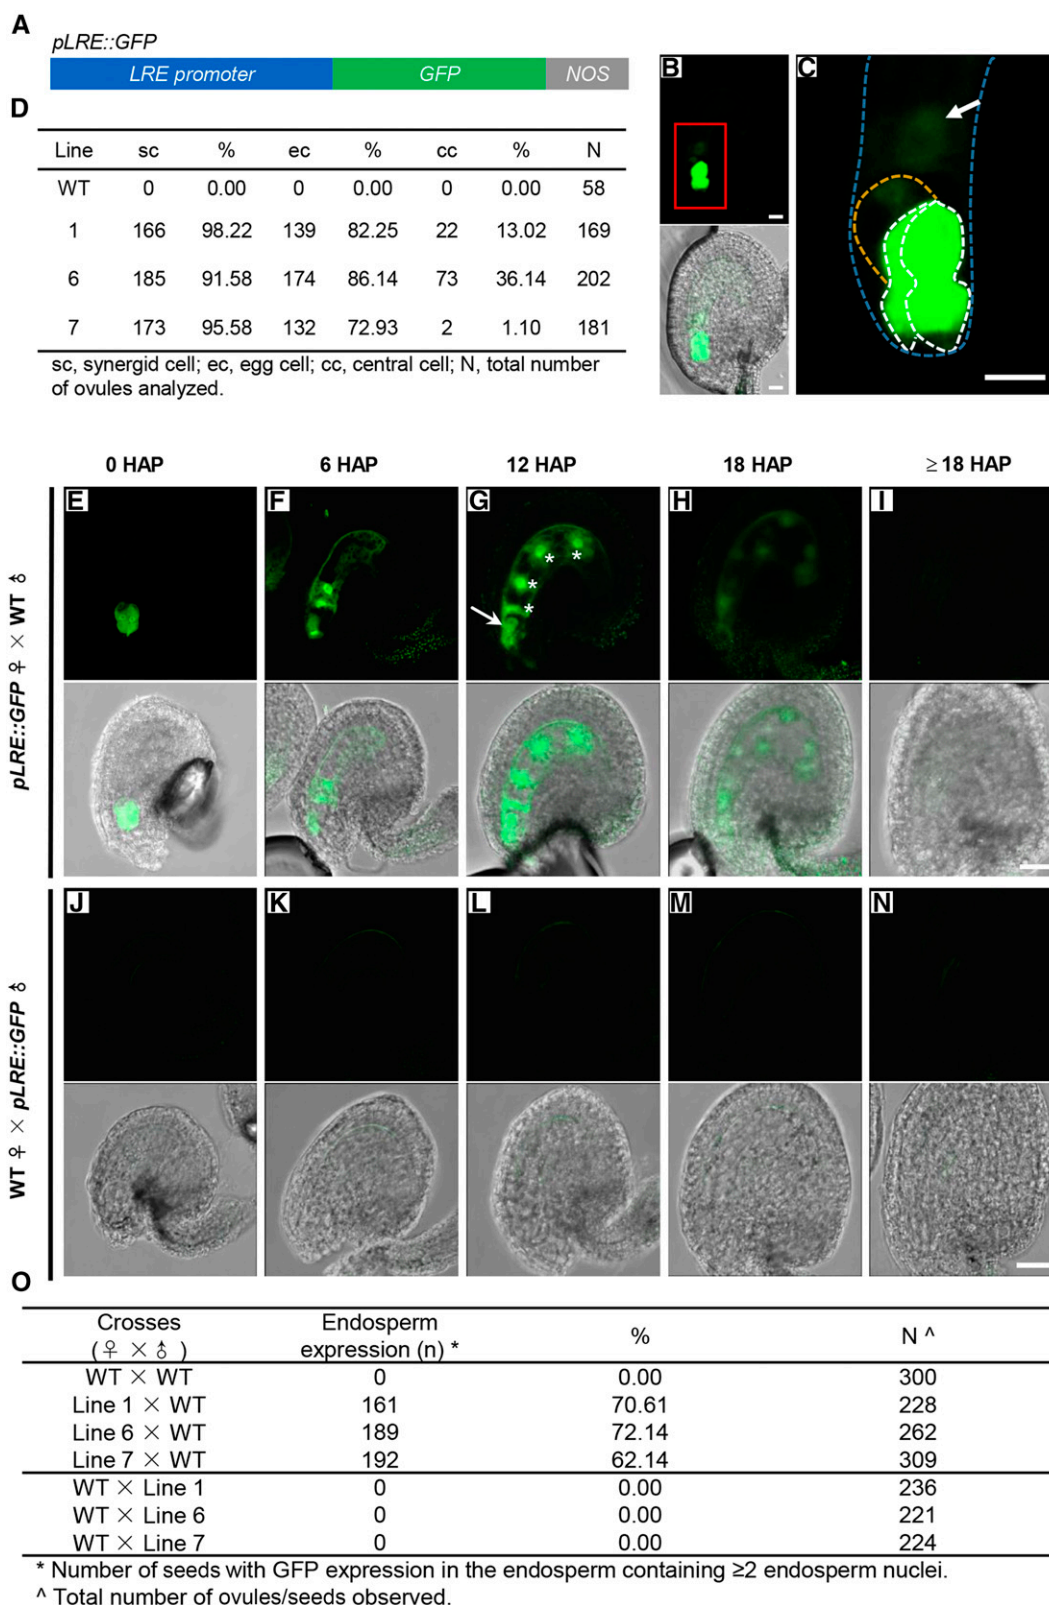 A
pLRE::GFP
LRE promoter GFP NOS
B
C
D
Line sc % ec % cc % N
WT 0 0.00 0 0.00 0 0.00 58
1 166 98.22 139 82.25 22 13.02 169
6 185 91.58 174 86.14 73 36.14 202
7 173 95.58 132 72.93 2 1.10 181
sc, synergid cell; ec, egg cell; cc, central cell; N, total number
of ovules analyzed.
0 HAP 6 HAP 12 HAP 18 HAP ≥ 18 HAP
pLRE::GFP ♀ × WT ♂
E F G H I
* * * *
WT ♀ × pLRE::GFP ♂
J K L M N
O
Crosses Endosperm
(♀ × ♂) expression (n) * % N ^
WT × WT 0 0.00 300
Line 1 × WT 161 70.61 228
Line 6 × WT 189 72.14 262
Line 7 × WT 192 62.14 309
WT × Line 1 0 0.00 236
WT × Line 6 0 0.00 221
WT × Line 7 0 0.00 224
* Number of seeds with GFP expression in the endosperm containing ≥2 endosperm nuclei.
^ Total number of ovules/seeds observed.